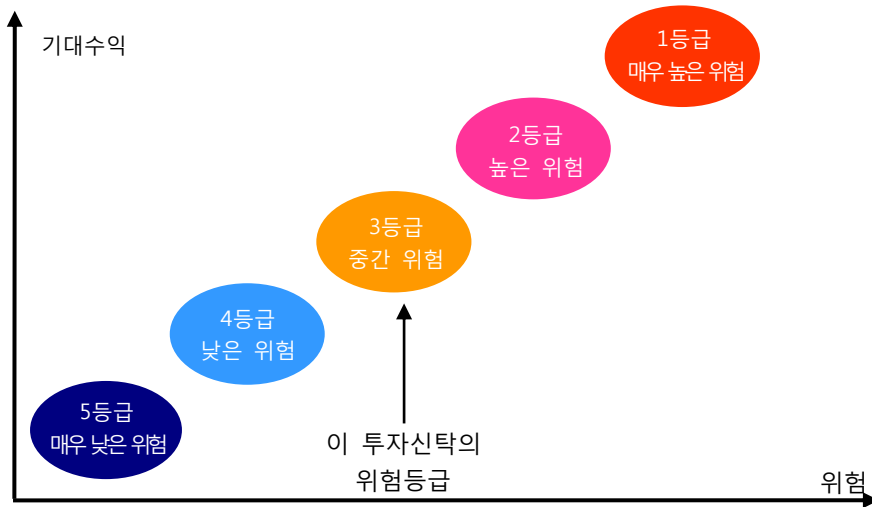 기대수익
1등급
매우 높은 위험
2등급
높은 위험
3등급
중간 위험
4등급
낮은 위험
5등급
매우 낮은 위험
이 투자신탁의
위험등급
위험